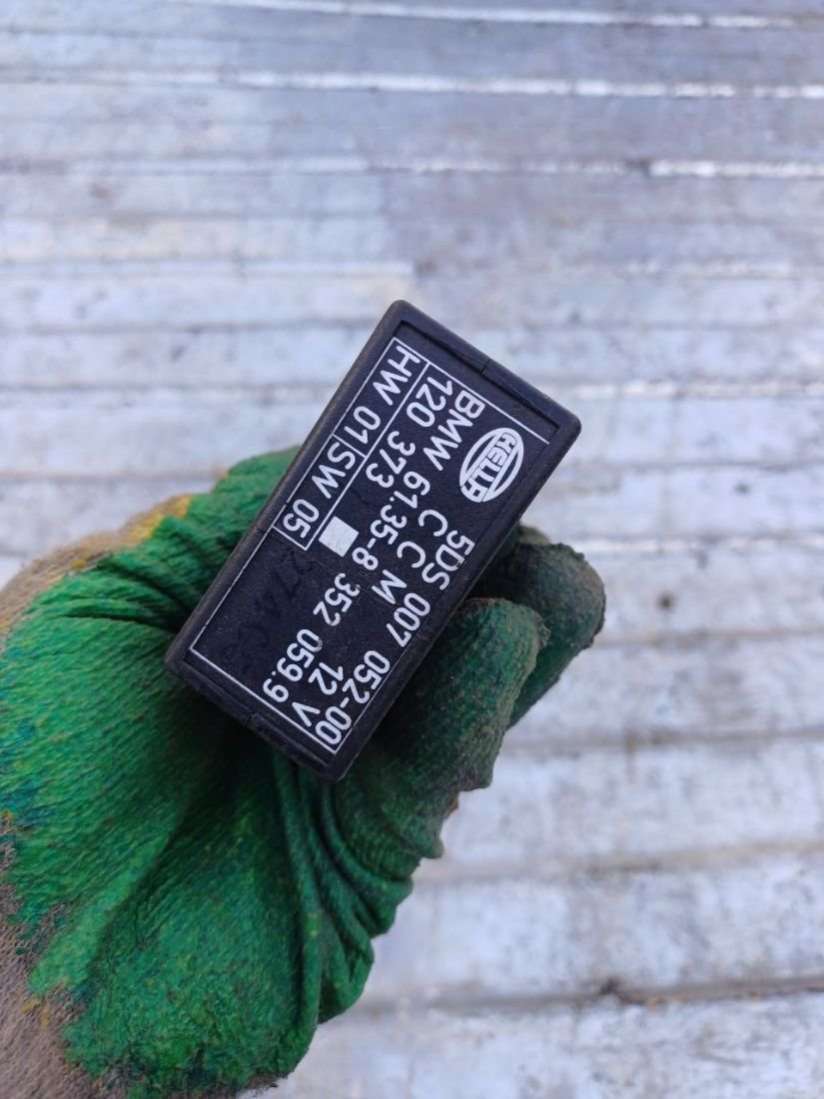 HELLA 5DS 007 052-00
BMW 61.35-8 352 059.9
120 373 C C M 12 V
HW 01 SW 05